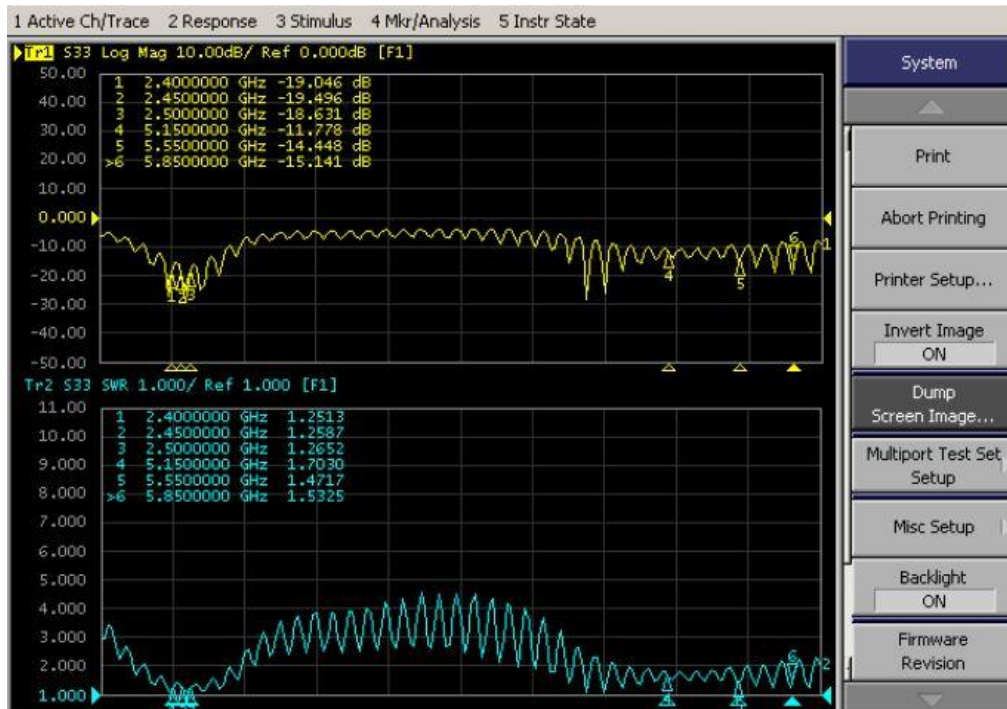 1 Active Ch/Trace 2 Response 3 Stimulus 4 Mkr/Analysis 5 Instr State
Tr1 S33 Log Mag 10.00dB/ Ref 0.000dB [F1]
50.00
40.00
30.00
20.00
10.00
0.000
-10.00
-20.00
-30.00
-40.00
-50.00
1 2.4000000 GHz -19.046 dB
2 2.4500000 GHz -19.496 dB
3 2.5000000 GHz -18.631 dB
4 5.1500000 GHz -11.778 dB
5 5.5500000 GHz -14.448 dB
>6 5.8500000 GHz -15.141 dB
1
2
3
4
5
6
1
Tr2 S33 SWR 1.000/ Ref 1.000 [F1]
11.00
10.00
9.000
8.000
7.000
6.000
5.000
4.000
3.000
2.000
1.000
1 2.4000000 GHz 1.2513
2 2.4500000 GHz 1.2587
3 2.5000000 GHz 1.2652
4 5.1500000 GHz 1.7030
5 5.5500000 GHz 1.4717
>6 5.8500000 GHz 1.5325
6
2
System
Print
Abort Printing
Printer Setup...
Invert Image
ON
Dump
Screen Image...
Multiport Test Set
Setup
Misc Setup
Backlight
ON
Firmware
Revision